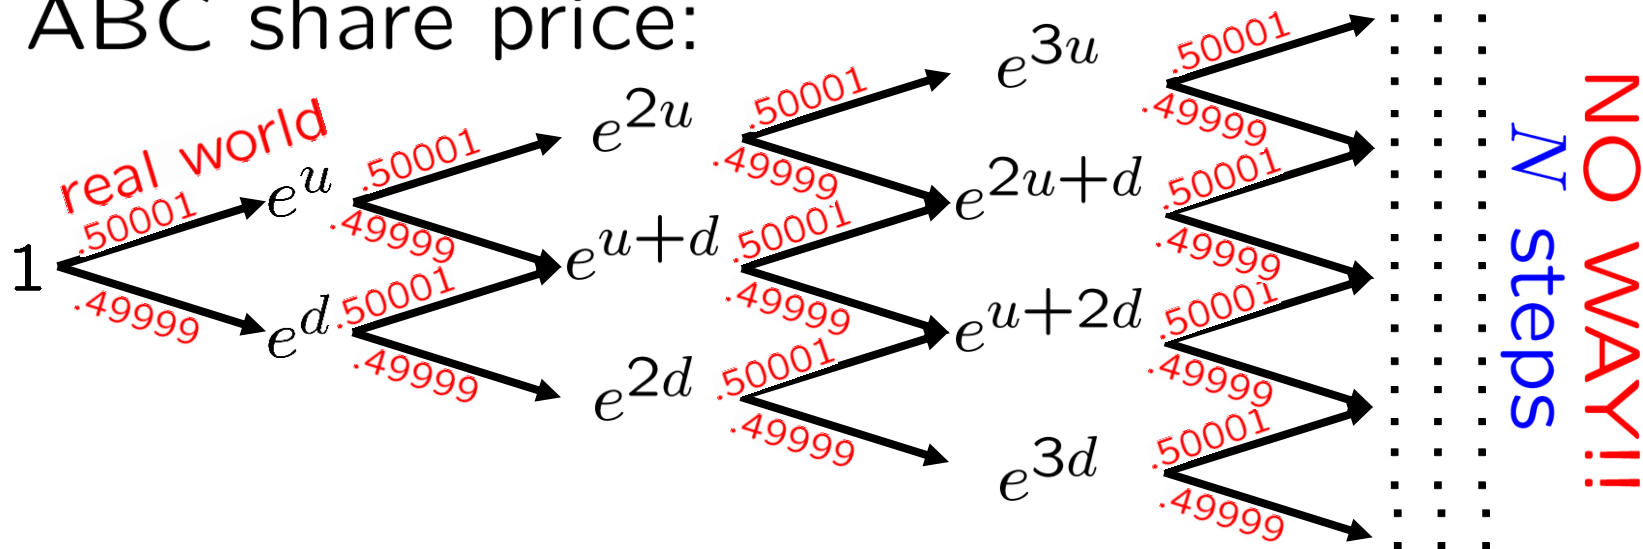 ABC share price:
real world
1
.50001
.49999
e^u
e^d
.50001
.49999
.50001
.49999
e^{2u}
e^{u+d}
e^{2d}
.50001
.49999
.50001
.49999
.50001
.49999
e^{3u}
e^{2u+d}
e^{u+2d}
e^{3d}
.50001
.49999
.50001
.49999
.50001
.49999
.50001
.49999
N steps
NO WAY!!